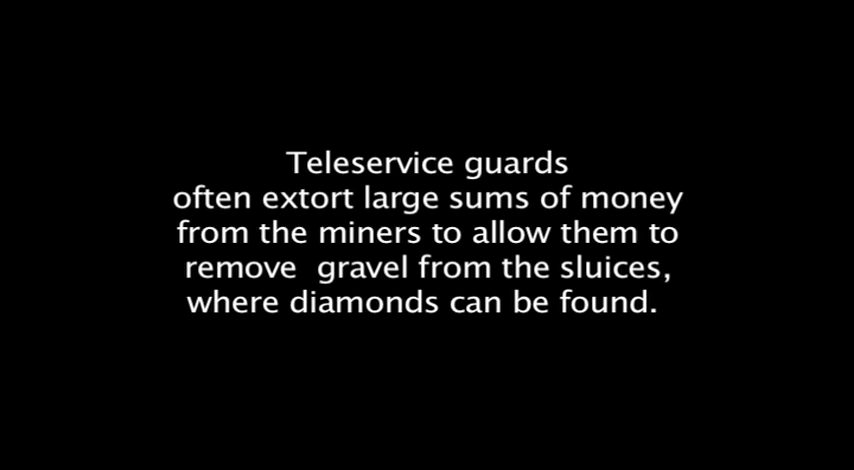 Teleservice guards
often extort large sums of money
from the miners to allow them to
remove  gravel from the sluices,
where diamonds can be found.